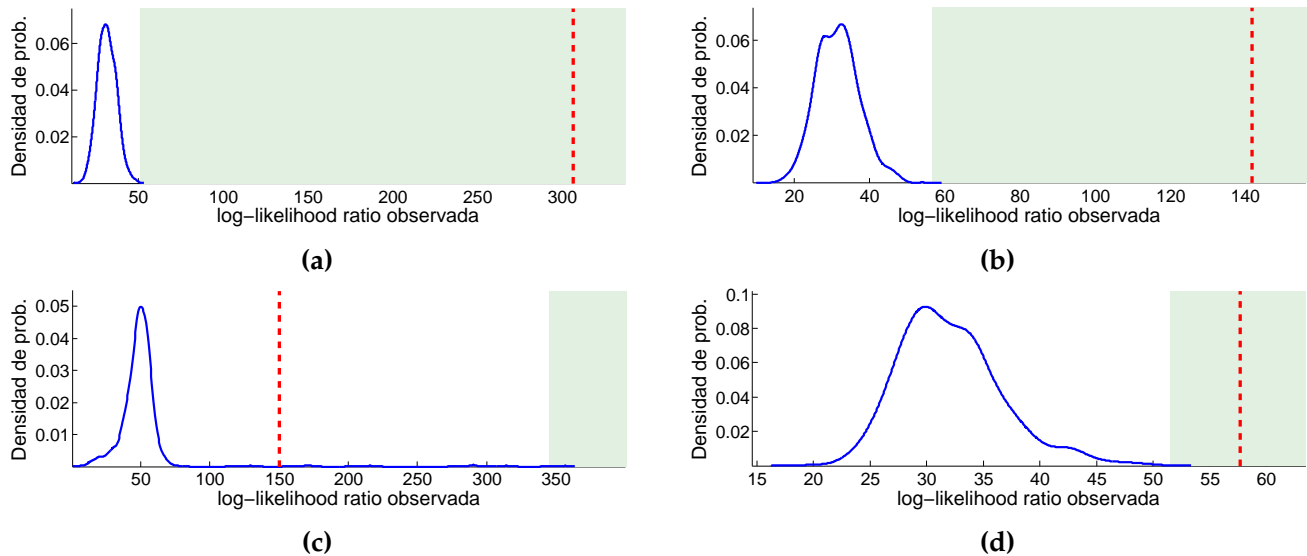 Densidad de prob.
0.06
0.04
0.02
50 100 150 200 250 300
log−likelihood ratio observada
(a)
Densidad de prob.
0.06
0.04
0.02
20 40 60 80 100 120 140
log−likelihood ratio observada
(b)
Densidad de prob.
0.05
0.04
0.03
0.02
0.01
50 100 150 200 250 300 350
log−likelihood ratio observada
(c)
Densidad de prob.
0.1
0.08
0.06
0.04
0.02
15 20 25 30 35 40 45 50 55 60
log−likelihood ratio observada
(d)